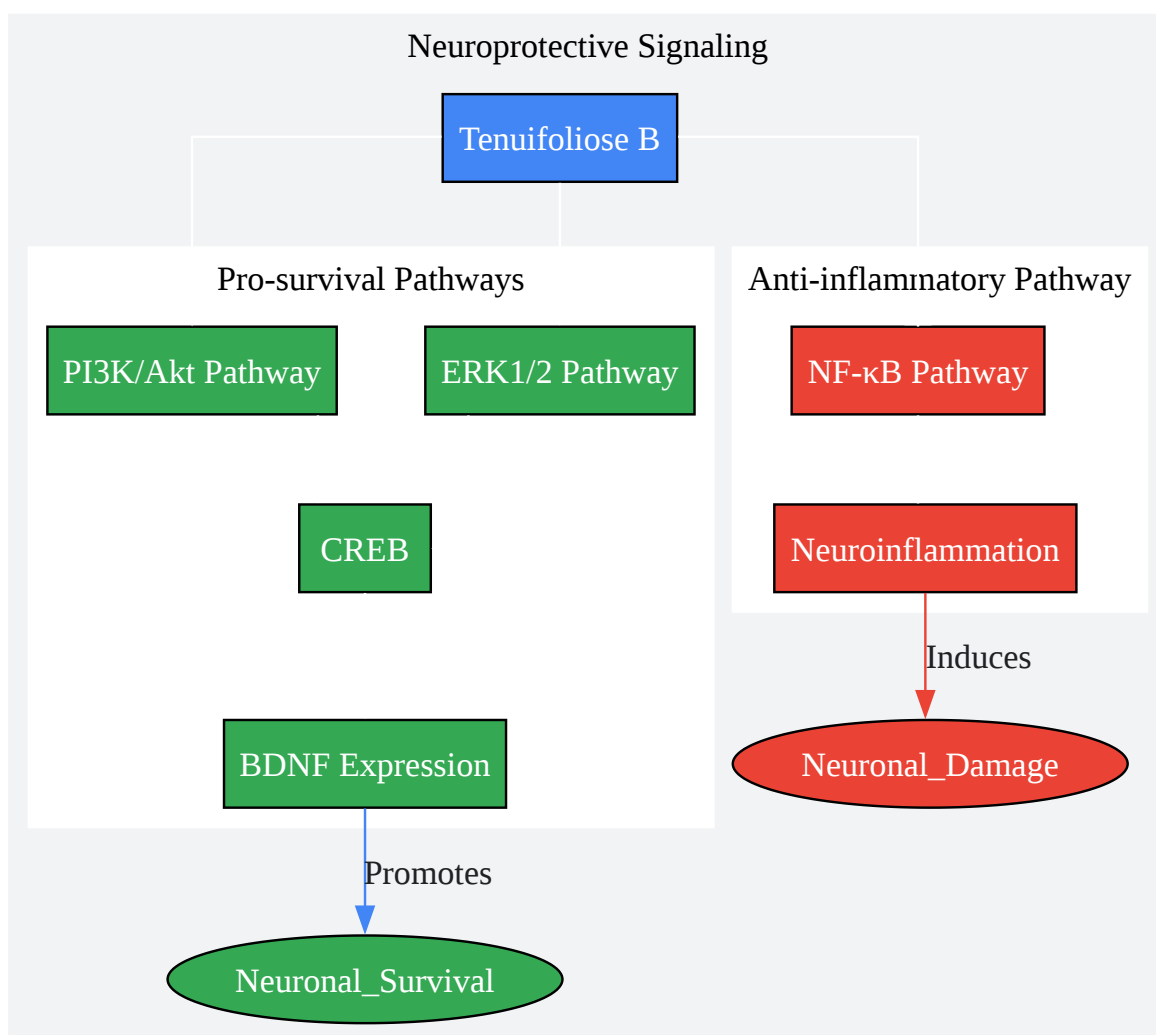 Neuroprotective Signaling
Tenuifoliose B
Pro-survival Pathways
Anti-inflammatory Pathway
PI3K/Akt Pathway
ERK1/2 Pathway
NF-κB Pathway
CREB
Neuroinflammation
Induces
BDNF Expression
Neuronal_Damage
Promotes
Neuronal_Survival